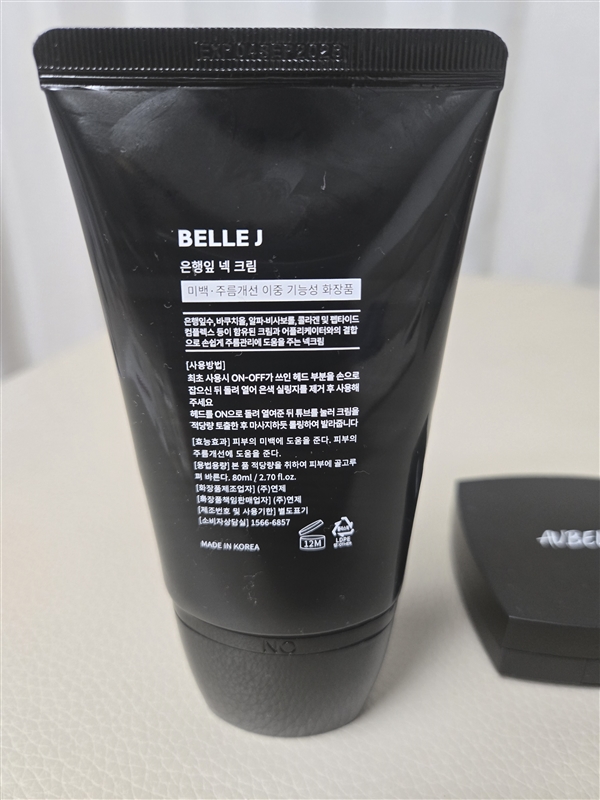 EXP04SEP2026
BELLE J
은행잎 넥 크림
미백·주름개선 이중 기능성 화장품
은행잎수, 바쿠치올, 알파-비사보롤, 콜라겐 및 펩타이드
컴플렉스 등이 함유된 크림과 어플리케이터와의 결합
으로 손쉽게 주름관리에 도움을 주는 넥크림
[사용방법]
최초 사용시 ON-OFF가 쓰인 헤드 부분을 손으로
잡으신 뒤 돌려 열어 은색 실링지를 제거 후 사용해
주세요
헤드를 ON으로 돌려 열여준 뒤 튜브를 눌러 크림을
적당량 토출한 후 마사지하듯 롤링하여 발라줍니다
[효능효과] 피부의 미백에 도움을 준다. 피부의
주름개선에 도움을 준다.
[용법용량] 본 품 적당량을 취하여 피부에 골고루
펴 바른다. 80ml / 2.70 fl.oz.
[화장품제조업자] (주)연제
[화장품책임판매업자] (주)연제
[제조번호 및 사용기한] 별도표기
[소비자상담실] 1566-6857
MADE IN KOREA
12M
LDPE
NO
AUBEL